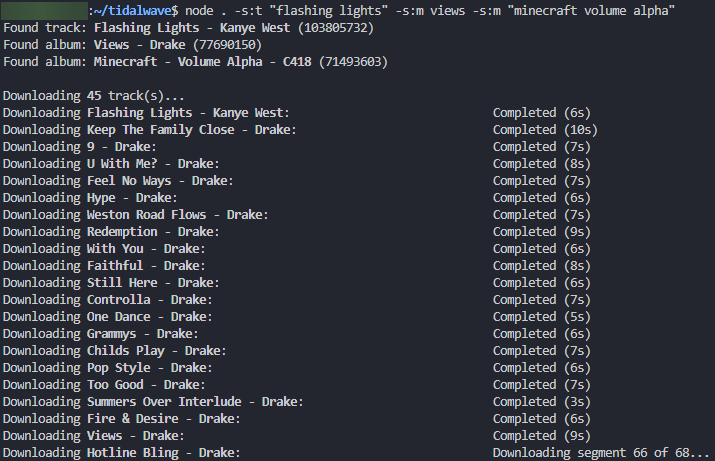 :~/tidalwave$ node . -s:t "flashing lights" -s:m views -s:m "minecraft volume alpha"
Found track: Flashing Lights - Kanye West (103805732)
Found album: Views - Drake (77690150)
Found album: Minecraft - Volume Alpha - C418 (71493603)
Downloading 45 track(s)...
Downloading Flashing Lights - Kanye West: Completed (6s)
Downloading Keep The Family Close - Drake: Completed (10s)
Downloading 9 - Drake: Completed (7s)
Downloading U With Me? - Drake: Completed (8s)
Downloading Feel No Ways - Drake: Completed (7s)
Downloading Hype - Drake: Completed (6s)
Downloading Weston Road Flows - Drake: Completed (7s)
Downloading Redemption - Drake: Completed (9s)
Downloading With You - Drake: Completed (6s)
Downloading Faithful - Drake: Completed (8s)
Downloading Still Here - Drake: Completed (6s)
Downloading Controlla - Drake: Completed (7s)
Downloading One Dance - Drake: Completed (5s)
Downloading Grammys - Drake: Completed (6s)
Downloading Childs Play - Drake: Completed (7s)
Downloading Pop Style - Drake: Completed (6s)
Downloading Too Good - Drake: Completed (7s)
Downloading Summers Over Interlude - Drake: Completed (3s)
Downloading Fire & Desire - Drake: Completed (6s)
Downloading Views - Drake: Completed (9s)
Downloading Hotline Bling - Drake: Downloading segment 66 of 68...